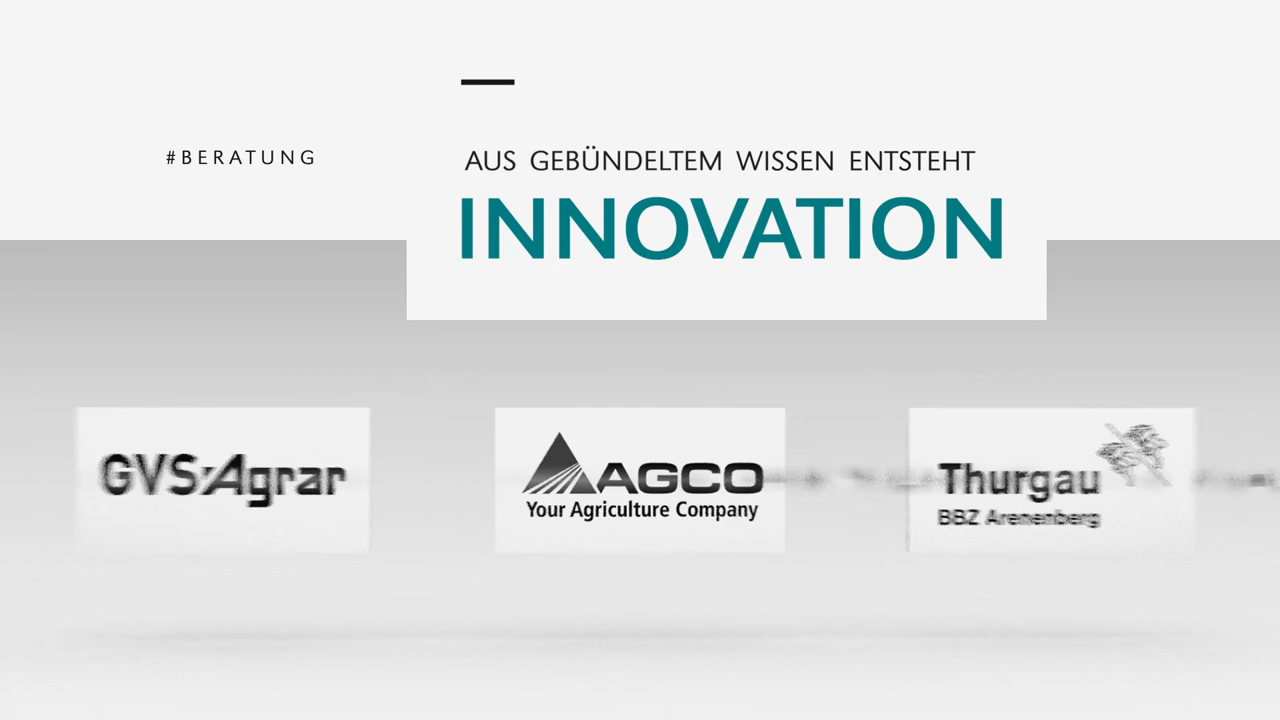 #BERATUNG
AUS GEBÜNDELTEM WISSEN ENTSTEHT
INNOVATION
GVS Agrar
AGCO
Your Agriculture Company
Thurgau
BBZ Arenenberg